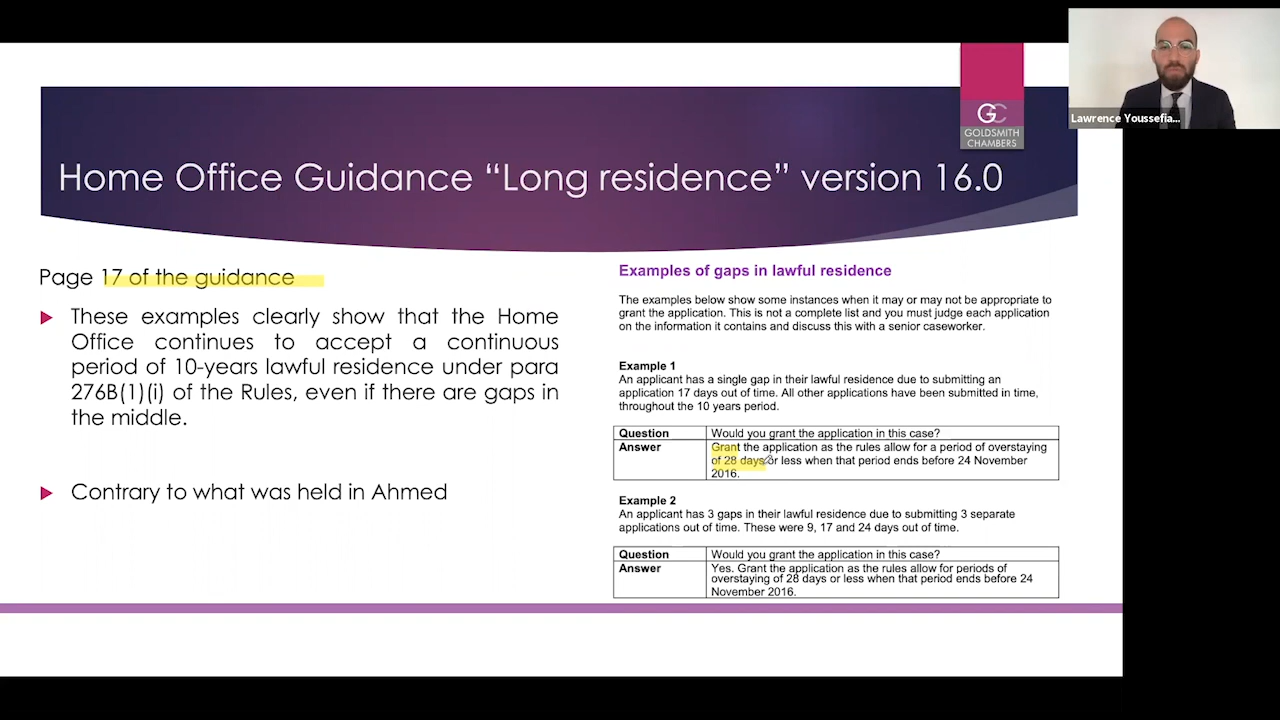 Lawrence Youssefia...
GC
GOLDSMITH
CHAMBERS
Home Office Guidance “Long residence” version 16.0
Page 17 of the guidance
These examples clearly show that the Home
Office continues to accept a continuous
period of 10-years lawful residence under para
276B(1)(i) of the Rules, even if there are gaps in
the middle.
Contrary to what was held in Ahmed
Examples of gaps in lawful residence
The examples below show some instances when it may or may not be appropriate to
grant the application. This is not a complete list and you must judge each application
on the information it contains and discuss this with a senior caseworker.
Example 1
An applicant has a single gap in their lawful residence due to submitting an
application 17 days out of time. All other applications have been submitted in time,
throughout the 10 years period.
Question Would you grant the application in this case?
Answer Grant the application as the rules allow for a period of overstaying
of 28 days or less when that period ends before 24 November
2016.
Example 2
An applicant has 3 gaps in their lawful residence due to submitting 3 separate
applications out of time. These were 9, 17 and 24 days out of time.
Question Would you grant the application in this case?
Answer Yes. Grant the application as the rules allow for periods of
overstaying of 28 days or less when that period ends before 24
November 2016.